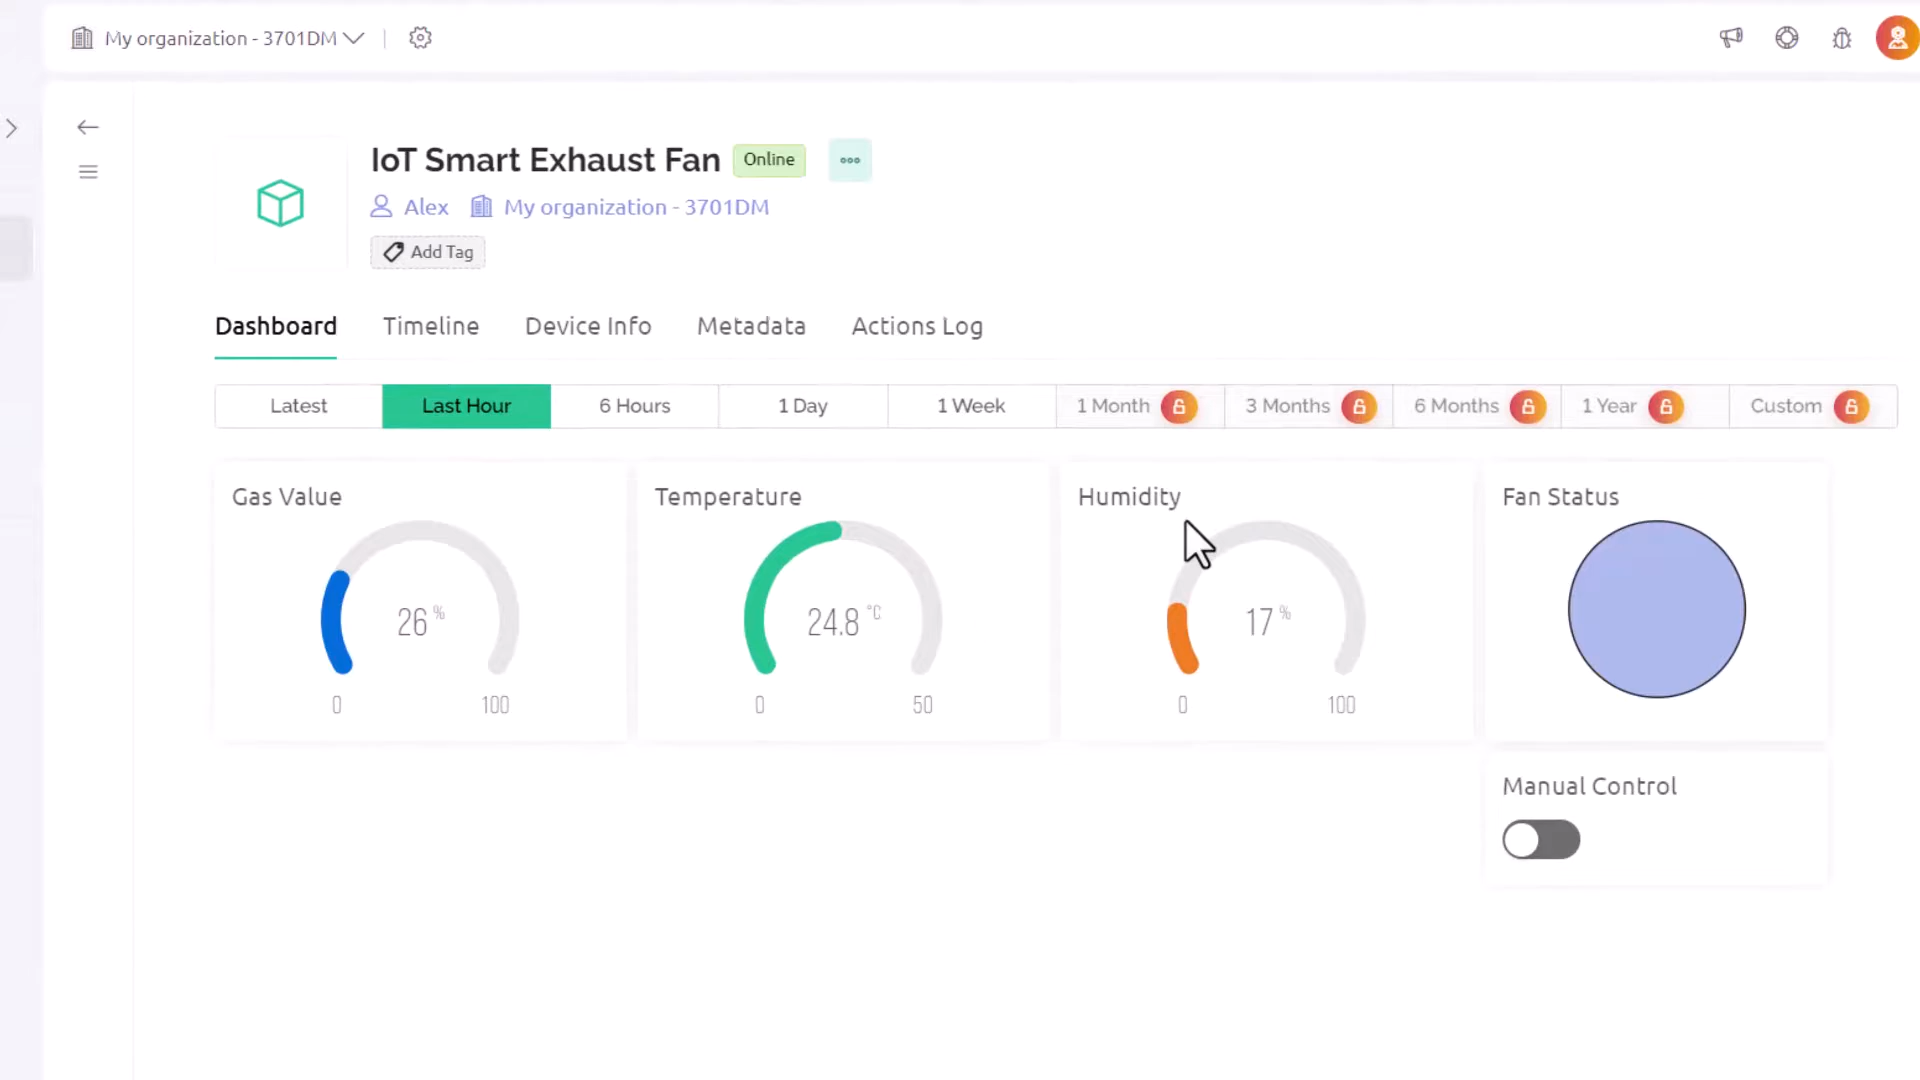 My organization - 3701DM
IoT Smart Exhaust Fan Online
Alex My organization - 3701DM
Add Tag
Dashboard Timeline Device Info Metadata Actions Log
Latest Last Hour 6 Hours 1 Day 1 Week 1 Month 3 Months 6 Months 1 Year Custom
Gas Value Temperature Humidity Fan Status
26 % 24.8 °C 17 %
0 100 0 50 0 100
Manual Control